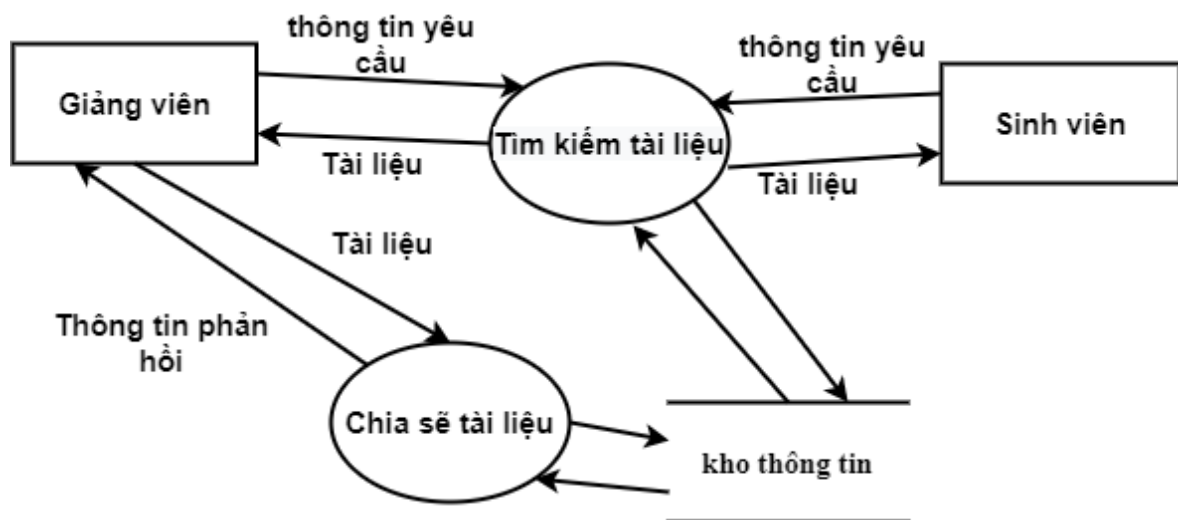 thông tin yêu
cầu
thông tin yêu
cầu
Giảng viên
Tìm kiếm tài liệu
Sinh viên
Tài liệu
Tài liệu
Tài liệu
Thông tin phản
hồi
Chia sẽ tài liệu
kho thông tin